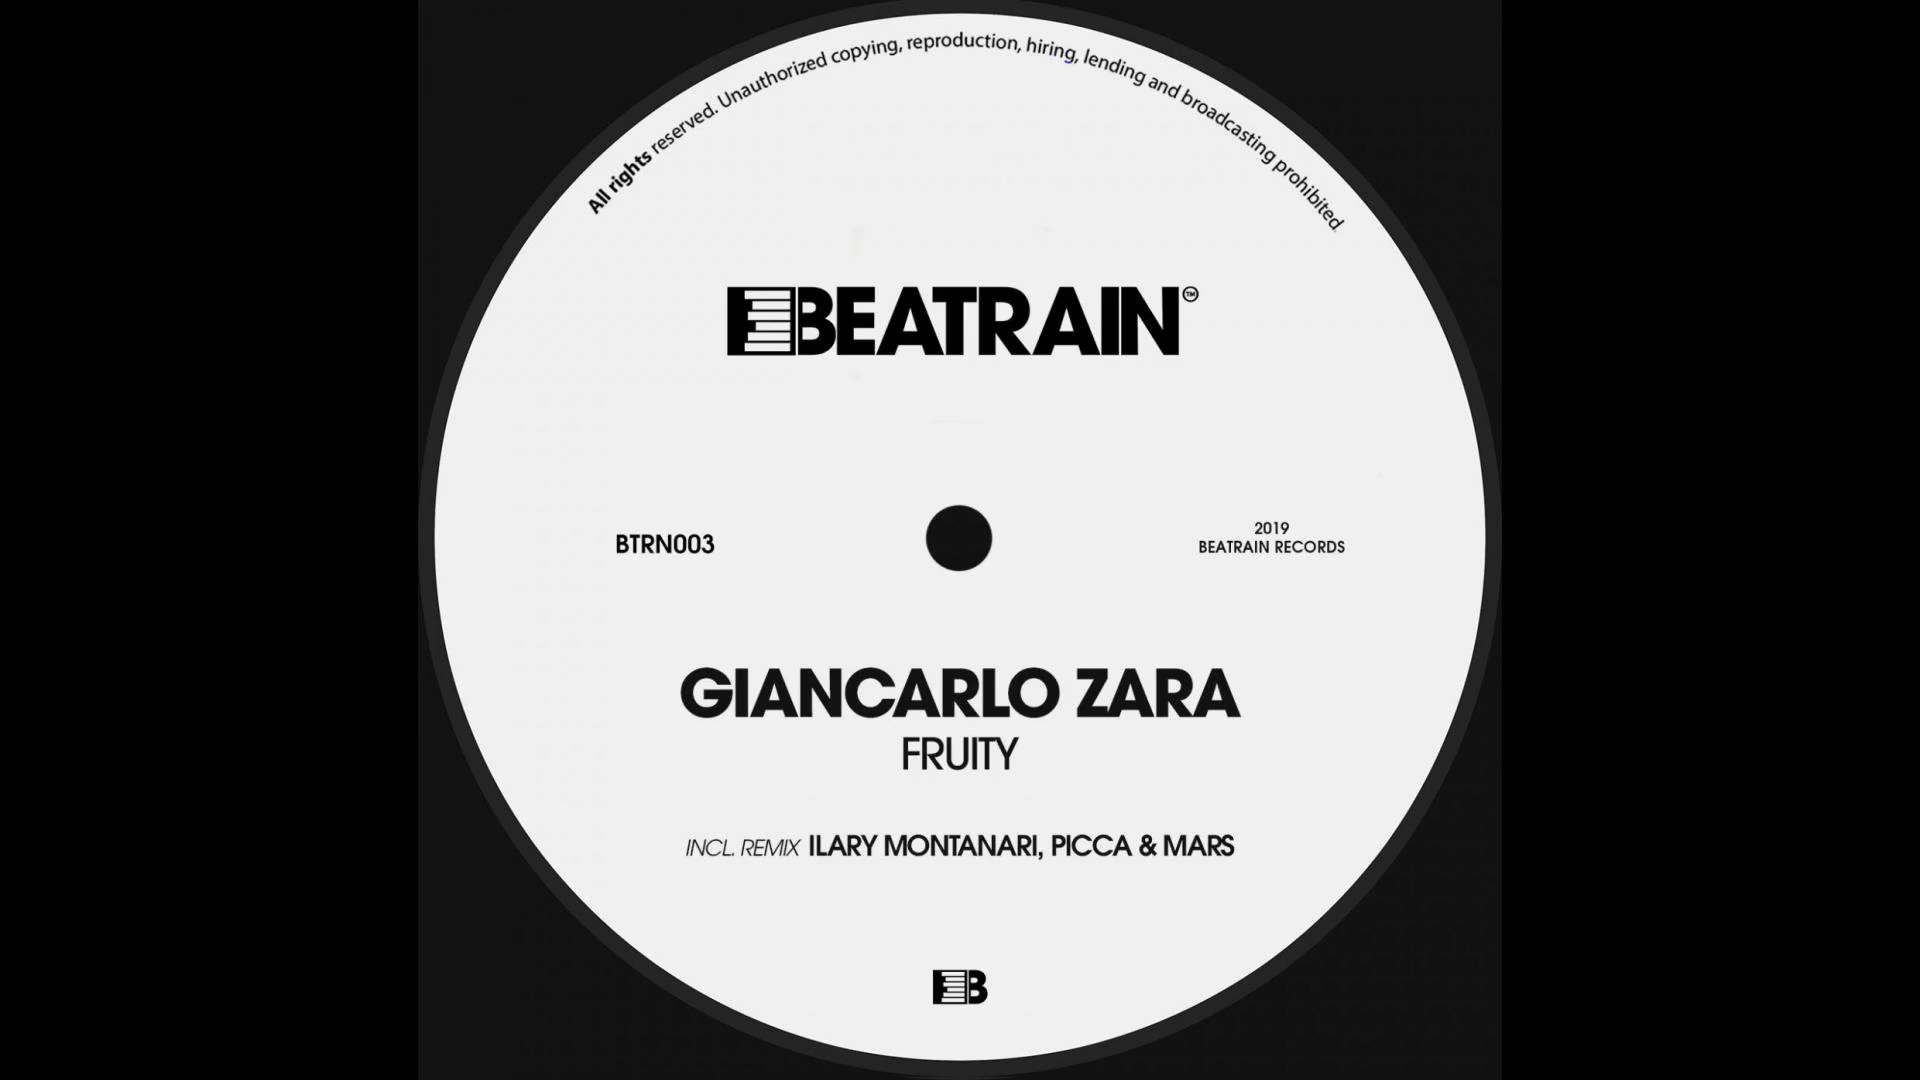 All rights reserved. Unauthorized copying, reproduction, hiring, lending and broadcasting prohibited.
BEATRAIN™
BTRN003
2019
BEATRAIN RECORDS
GIANCARLO ZARA
FRUITY
INCL. REMIX ILARY MONTANARI, PICCA & MARS
B